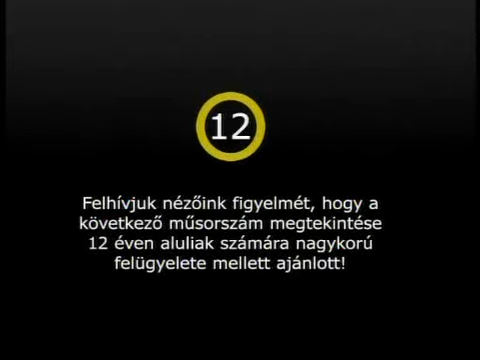 12
Felhívjuk nézőink figyelmét, hogy a
következő műsorszám megtekintése
12 éven aluliak számára nagykorú
felügyelete mellett ajánlott!